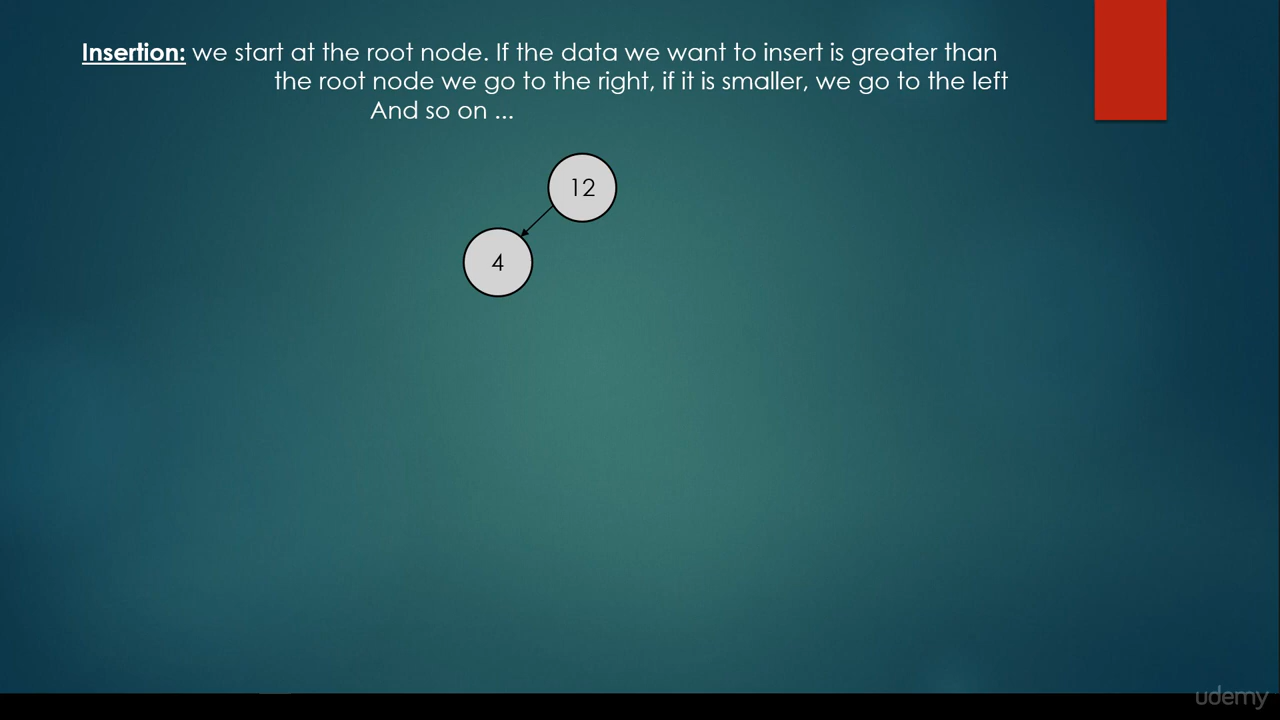 Insertion: we start at the root node. If the data we want to insert is greater than
the root node we go to the right, if it is smaller, we go to the left
And so on ...
12
4
udemy